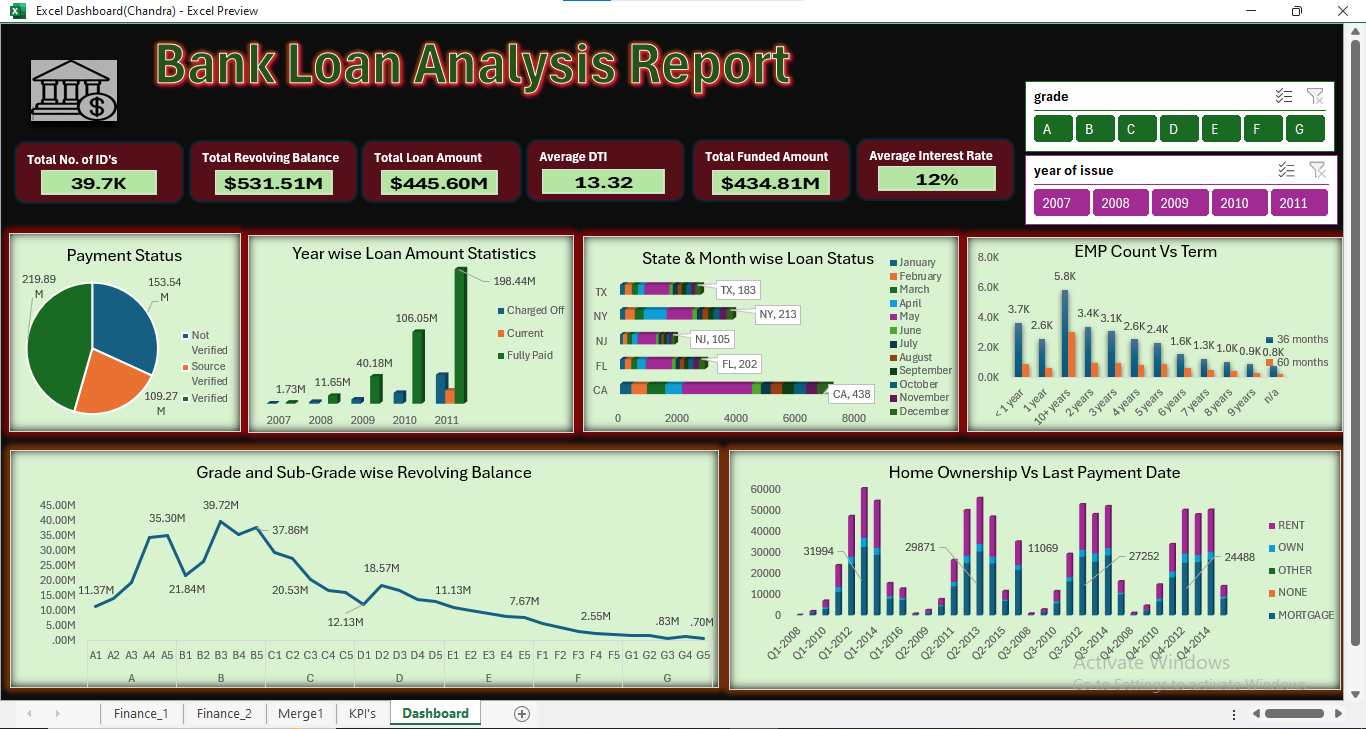 Excel Dashboard(Chandra) - Excel Preview
Bank Loan Analysis Report
grade
A B C D E F G
year of issue
2007 2008 2009 2010 2011
Total No. of ID's
39.7K
Total Revolving Balance
$531.51M
Total Loan Amount
$445.60M
Average DTI
13.32
Total Funded Amount
$434.81M
Average Interest Rate
12%
Payment Status
219.89
M
153.54
M
109.27
M
Not
Verified
Source
Verified
Verified
Year wise Loan Amount Statistics
198.44M
106.05M
40.18M
11.65M
1.73M
2007 2008 2009 2010 2011
Charged Off
Current
Fully Paid
State & Month wise Loan Status
TX
NY
NJ
FL
CA
TX, 183
NY, 213
NJ, 105
FL, 202
CA, 438
0 2000 4000 6000 8000
January
February
March
April
May
June
July
August
September
October
November
December
EMP Count Vs Term
8.0K
6.0K
4.0K
2.0K
0.0K
3.7K 2.6K 5.8K 3.4K 3.1K 2.6K 2.4K 1.6K 1.3K 1.0K 0.9K 0.8K
< 1 year 1 year 10+ years 2 years 3 years 4 years 5 years 6 years 7 years 8 years 9 years n/a
36 months
60 months
Grade and Sub-Grade wise Revolving Balance
45.00M
40.00M
35.00M
30.00M
25.00M
20.00M
15.00M
10.00M
5.00M
.00M
11.37M 35.30M 21.84M 39.72M 37.86M 20.53M 12.13M 18.57M 11.13M 7.67M 2.55M .83M .70M
A1 A2 A3 A4 A5 B1 B2 B3 B4 B5 C1 C2 C3 C4 C5 D1 D2 D3 D4 D5 E1 E2 E3 E4 E5 F1 F2 F3 F4 F5 G1 G2 G3 G4 G5
A B C D E F G
Home Ownership Vs Last Payment Date
60000
50000
40000
30000
20000
10000
0
31994 29871 11069 27252 24488
Q1-2008 Q1-2010 Q1-2012 Q1-2014 Q1-2016 Q2-2009 Q2-2011 Q2-2013 Q2-2015 Q3-2008 Q3-2010 Q3-2012 Q3-2014 Q4-2008 Q4-2010 Q4-2012 Q4-2014
RENT
OWN
OTHER
NONE
MORTGAGE
Activate Windows
Go to Settings to activate Windows.
Finance_1 Finance_2 Merge1 KPI's Dashboard